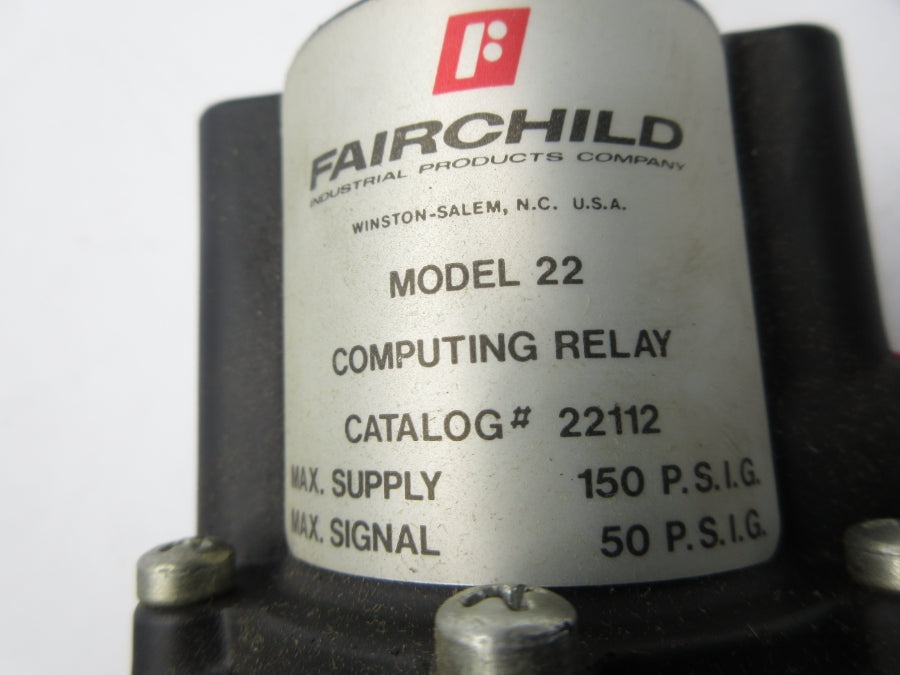 FAIRCHILD
INDUSTRIAL PRODUCTS COMPANY
WINSTON-SALEM, N.C. U.S.A.
MODEL 22
COMPUTING RELAY
CATALOG# 22112
MAX. SUPPLY 150 P.S.I.G.
MAX. SIGNAL 50 P.S.I.G.